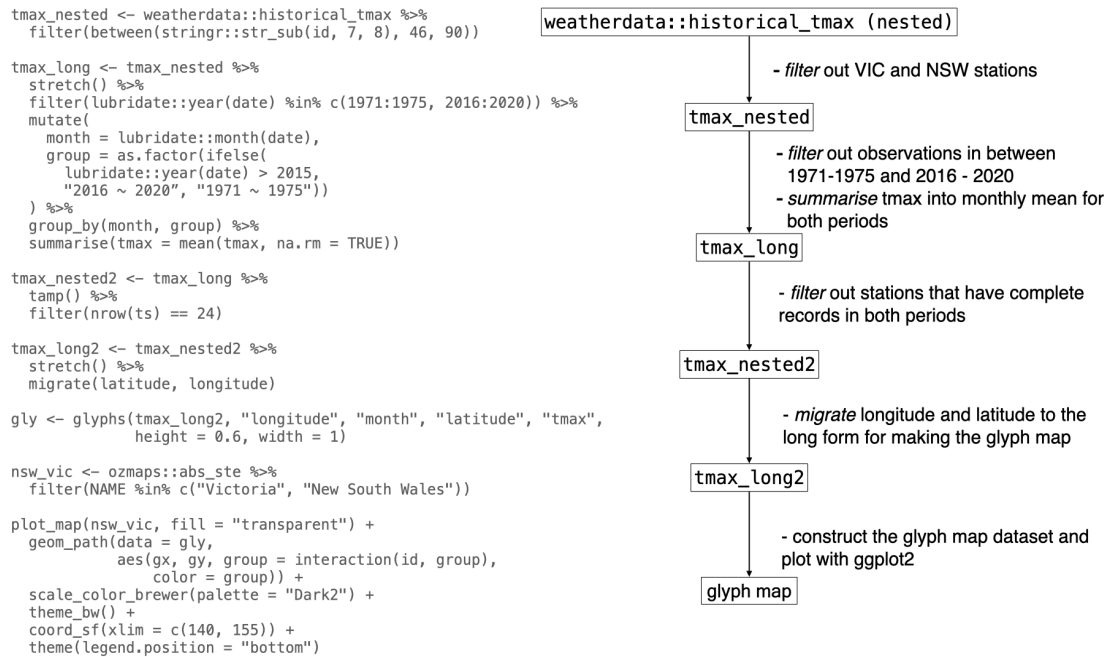 tmax_nested <- weatherdata::historical_tmax %>%
  filter(between(stringr::str_sub(id, 7, 8), 46, 90))

tmax_long <- tmax_nested %>%
  stretch() %>%
  filter(lubridate::year(date) %in% c(1971:1975, 2016:2020)) %>%
  mutate(
    month = lubridate::month(date),
    group = as.factor(ifelse(
      lubridate::year(date) > 2015,
      "2016 ~ 2020”, "1971 ~ 1975"))
  ) %>%
  group_by(month, group) %>%
  summarise(tmax = mean(tmax, na.rm = TRUE))

tmax_nested2 <- tmax_long %>%
  tamp() %>%
  filter(nrow(ts) == 24)

tmax_long2 <- tmax_nested2 %>%
  stretch() %>%
  migrate(latitude, longitude)

gly <- glyphs(tmax_long2, "longitude", "month", "latitude", "tmax",
              height = 0.6, width = 1)

nsw_vic <- ozmaps::abs_ste %>%
  filter(NAME %in% c("Victoria", "New South Wales"))

plot_map(nsw_vic, fill = "transparent") +
  geom_path(data = gly,
            aes(gx, gy, group = interaction(id, group),
                color = group)) +
  scale_color_brewer(palette = "Dark2") +
  theme_bw() +
  coord_sf(xlim = c(140, 155)) +
  theme(legend.position = "bottom")

weatherdata::historical_tmax (nested)
- filter out VIC and NSW stations
tmax_nested
- filter out observations in between
1971-1975 and 2016 - 2020
- summarise tmax into monthly mean for
both periods
tmax_long
- filter out stations that have complete
records in both periods
tmax_nested2
- migrate longitude and latitude to the
long form for making the glyph map
tmax_long2
- construct the glyph map dataset and
plot with ggplot2
glyph map